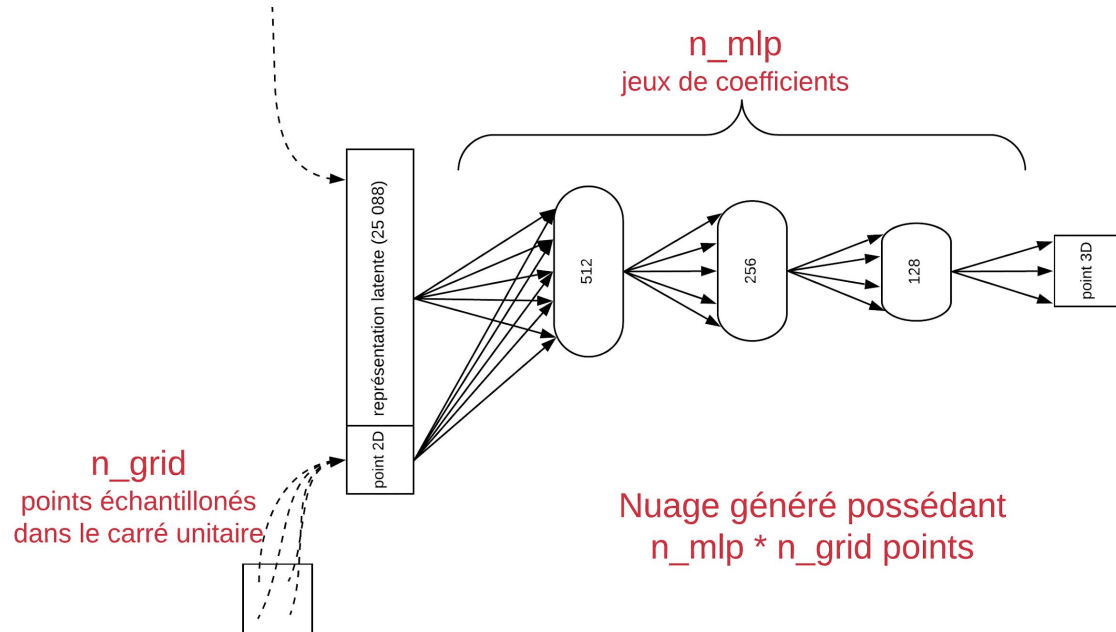 n_mlp
jeux de coefficients
représentation latente (25 088)
point 2D
512
256
128
point 3D
n_grid
points échantillonés
dans le carré unitaire
Nuage généré possédant
n_mlp * n_grid points